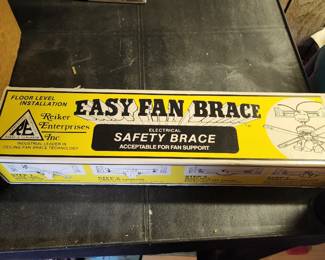 FLOOR LEVEL
INSTALLATION
RE
Reiker
Enterprises
Inc
INDUSTRIAL LEADER IN
CEILING FAN BRACE TECHNOLOGY
EASY FAN BRACE
ELECTRICAL
SAFETY BRACE
ACCEPTABLE FOR FAN SUPPORT